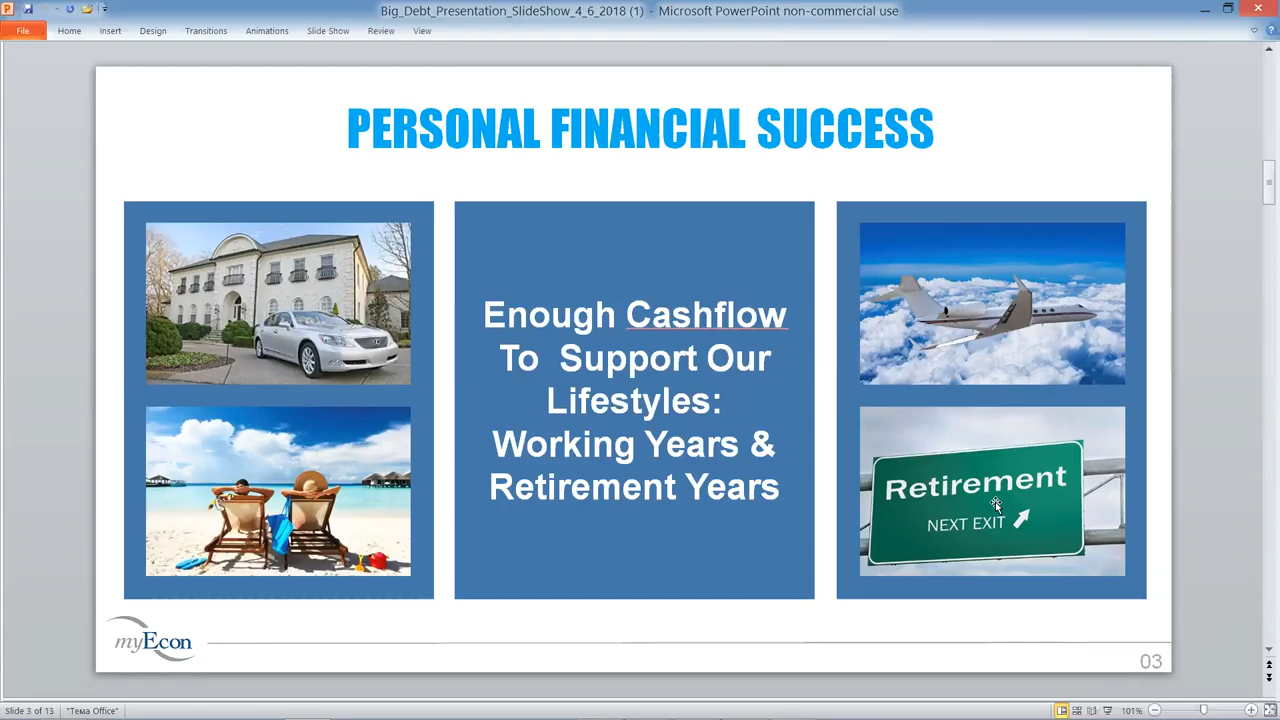 Big_Debt_Presentation_SlideShow_4_6_2018 (1) - Microsoft PowerPoint non-commercial use
File Home Insert Design Transitions Animations Slide Show Review View
PERSONAL FINANCIAL SUCCESS
Enough Cashflow
To Support Our
Lifestyles:
Working Years &
Retirement Years
Retirement
NEXT EXIT
myEcon
03
Slide 3 of 13 "Тема Office" 101%